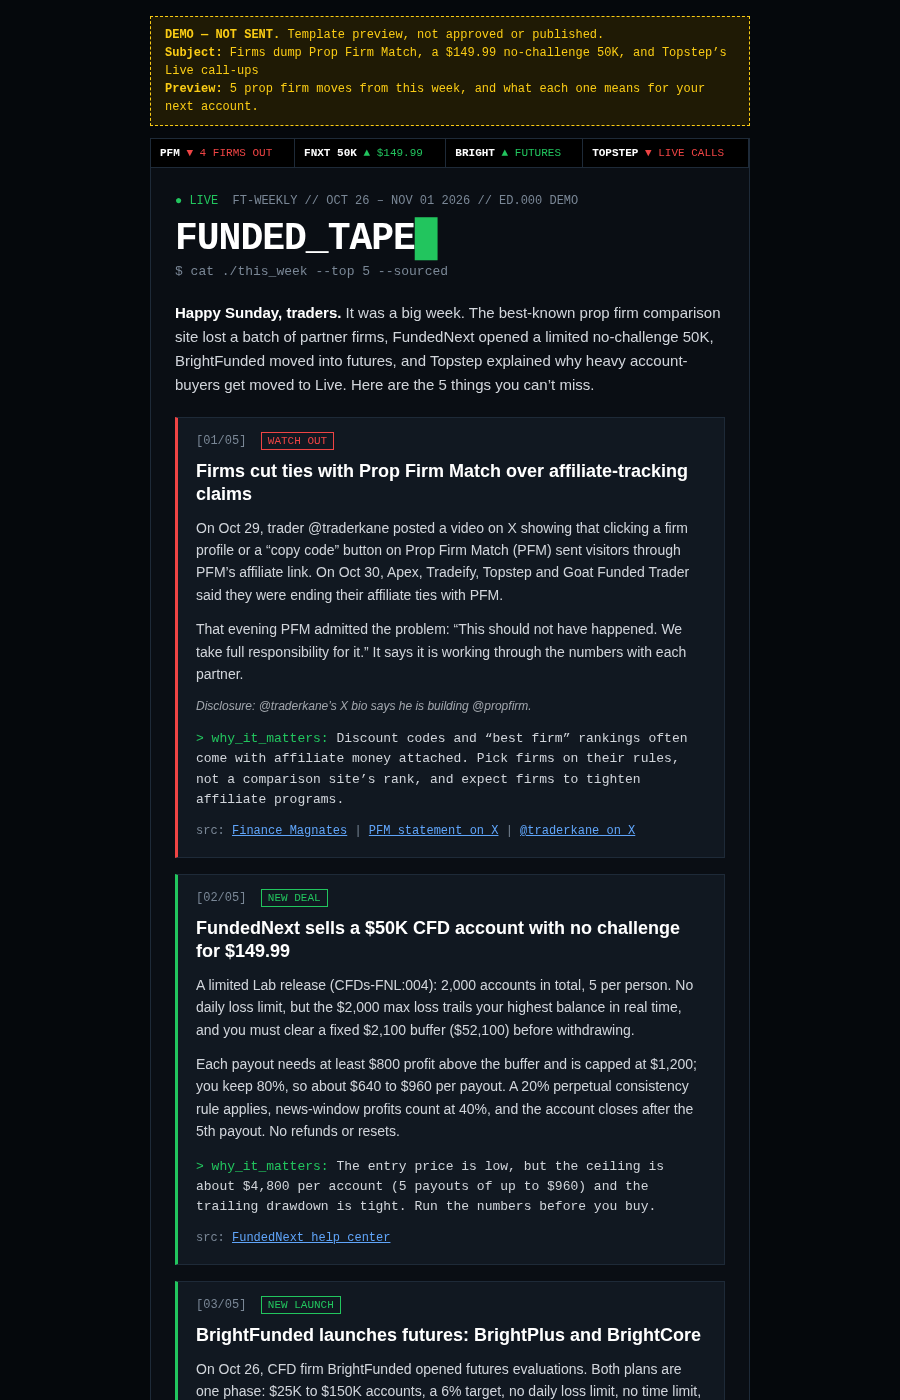 DEMO — NOT SENT. Template preview, not approved or published.
Subject: Firms dump Prop Firm Match, a $149.99 no-challenge 50K, and Topstep’s
Live call-ups
Preview: 5 prop firm moves from this week, and what each one means for your
next account.
PFM ▼ 4 FIRMS OUT FNXT 50K ▲ $149.99 BRIGHT ▲ FUTURES TOPSTEP ▼ LIVE CALLS
● LIVE FT-WEEKLY // OCT 26 – NOV 01 2026 // ED.000 DEMO
FUNDED_TAPE
$ cat ./this_week --top 5 --sourced
Happy Sunday, traders. It was a big week. The best-known prop firm comparison
site lost a batch of partner firms, FundedNext opened a limited no-challenge 50K,
BrightFunded moved into futures, and Topstep explained why heavy account-
buyers get moved to Live. Here are the 5 things you can’t miss.
[01/05] WATCH OUT
Firms cut ties with Prop Firm Match over affiliate-tracking
claims
On Oct 29, trader @traderkane posted a video on X showing that clicking a firm
profile or a “copy code” button on Prop Firm Match (PFM) sent visitors through
PFM’s affiliate link. On Oct 30, Apex, Tradeify, Topstep and Goat Funded Trader
said they were ending their affiliate ties with PFM.
That evening PFM admitted the problem: “This should not have happened. We
take full responsibility for it.” It says it is working through the numbers with each
partner.
Disclosure: @traderkane’s X bio says he is building @propfirm.
> why_it_matters: Discount codes and “best firm” rankings often
come with affiliate money attached. Pick firms on their rules,
not a comparison site’s rank, and expect firms to tighten
affiliate programs.
src: Finance Magnates | PFM statement on X | @traderkane on X
[02/05] NEW DEAL
FundedNext sells a $50K CFD account with no challenge
for $149.99
A limited Lab release (CFDs-FNL:004): 2,000 accounts in total, 5 per person. No
daily loss limit, but the $2,000 max loss trails your highest balance in real time,
and you must clear a fixed $2,100 buffer ($52,100) before withdrawing.
Each payout needs at least $800 profit above the buffer and is capped at $1,200;
you keep 80%, so about $640 to $960 per payout. A 20% perpetual consistency
rule applies, news-window profits count at 40%, and the account closes after the
5th payout. No refunds or resets.
> why_it_matters: The entry price is low, but the ceiling is
about $4,800 per account (5 payouts of up to $960) and the
trailing drawdown is tight. Run the numbers before you buy.
src: FundedNext help center
[03/05] NEW LAUNCH
BrightFunded launches futures: BrightPlus and BrightCore
On Oct 26, CFD firm BrightFunded opened futures evaluations. Both plans are
one phase: $25K to $150K accounts, a 6% target, no daily loss limit, no time limit,